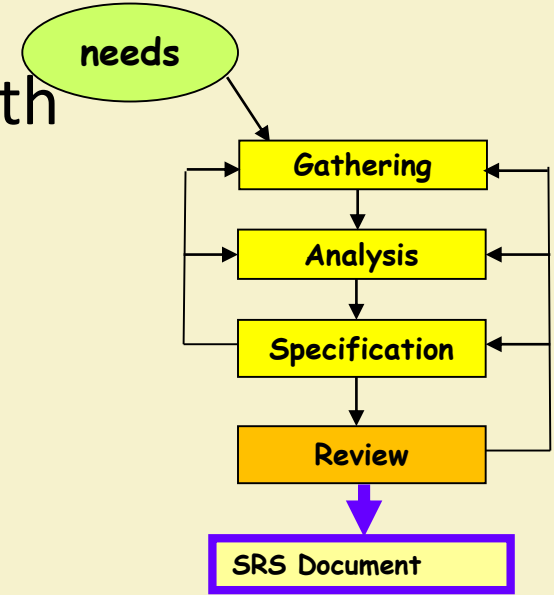 needs
th
Gathering
Analysis
Specification
Review
SRS Document